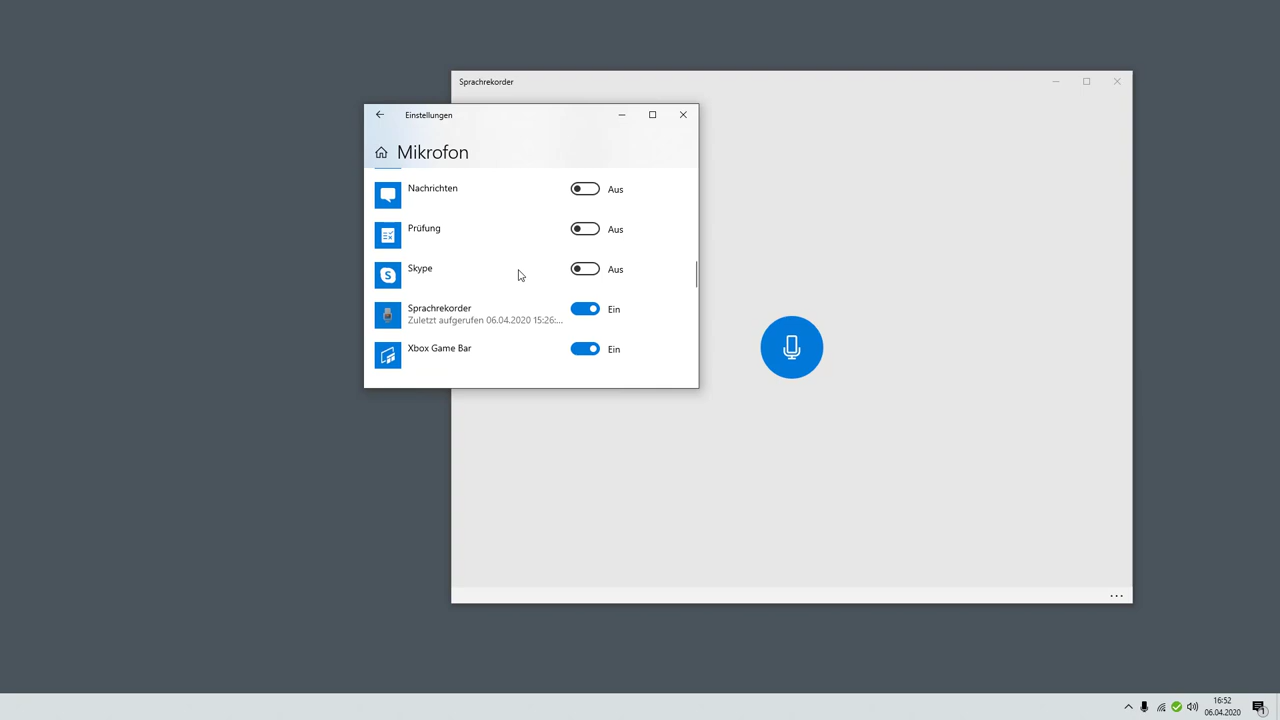 Sprachrekorder
Einstellungen
Mikrofon
Nachrichten Aus
Prüfung Aus
Skype Aus
Sprachrekorder Ein
Zuletzt aufgerufen 06.04.2020 15:26:...
Xbox Game Bar Ein
16:52
06.04.2020
1